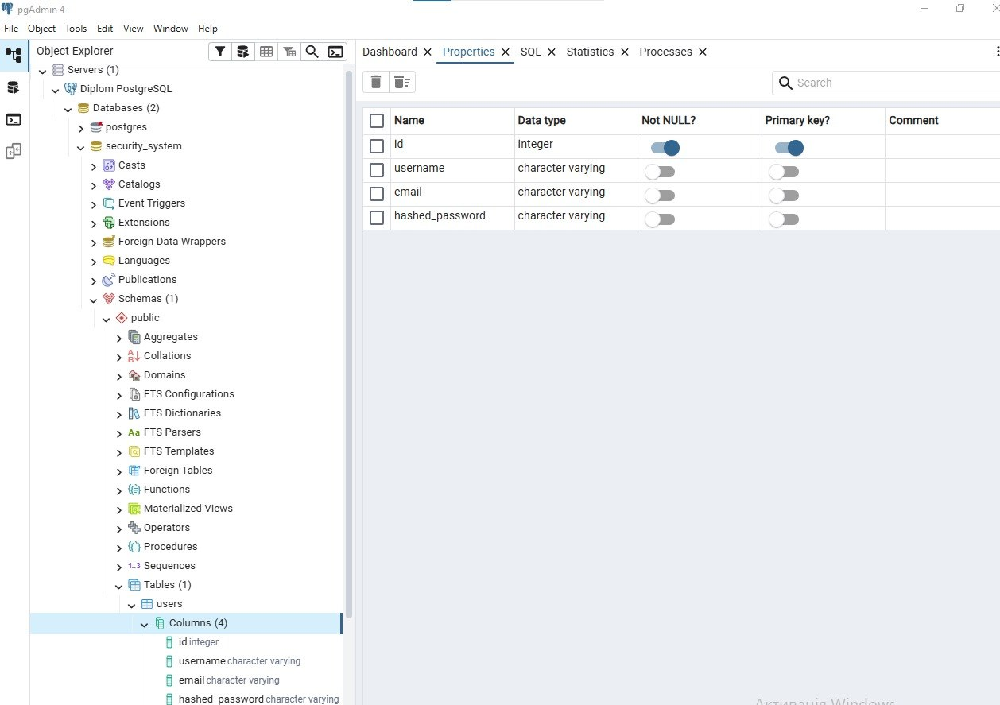 pgAdmin 4
File Object Tools Edit View Window Help
Object Explorer
Servers (1)
Diplom PostgreSQL
Databases (2)
postgres
security_system
Casts
Catalogs
Event Triggers
Extensions
Foreign Data Wrappers
Languages
Publications
Schemas (1)
public
Aggregates
Collations
Domains
FTS Configurations
FTS Dictionaries
Aa FTS Parsers
FTS Templates
Foreign Tables
Functions
Materialized Views
Operators
Procedures
1..3 Sequences
Tables (1)
users
Columns (4)
id integer
username character varying
email character varying
hashed_password character varying
Dashboard Properties SQL Statistics Processes
Search
Name Data type Not NULL? Primary key? Comment
id integer
username character varying
email character varying
hashed_password character varying
Активація Windows